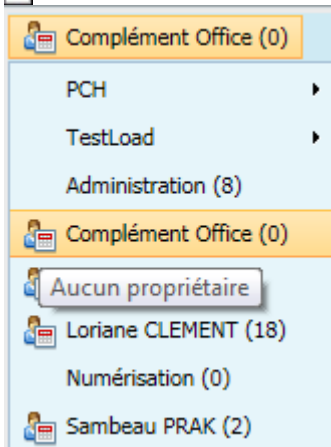 Complément Office (0)
PCH
TestLoad
Administration (8)
Complément Office (0)
Aucun propriétaire
Loriane CLEMENT (18)
Numérisation (0)
Sambeau PRAK (2)